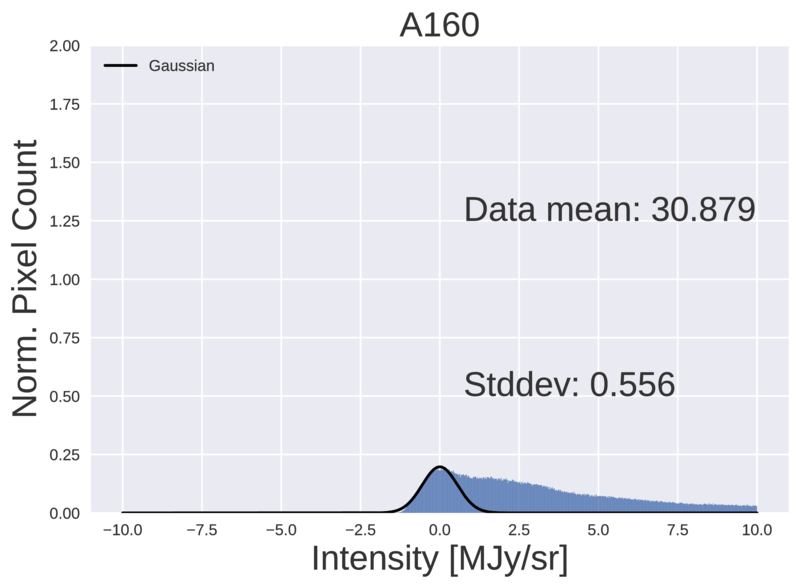 A160
2.00
1.75
1.50
1.25
1.00
0.75
0.50
0.25
0.00
Norm. Pixel Count
Gaussian
Data mean: 30.879
Stddev: 0.556
−10.0 −7.5 −5.0 −2.5 0.0 2.5 5.0 7.5 10.0
Intensity [MJy/sr]